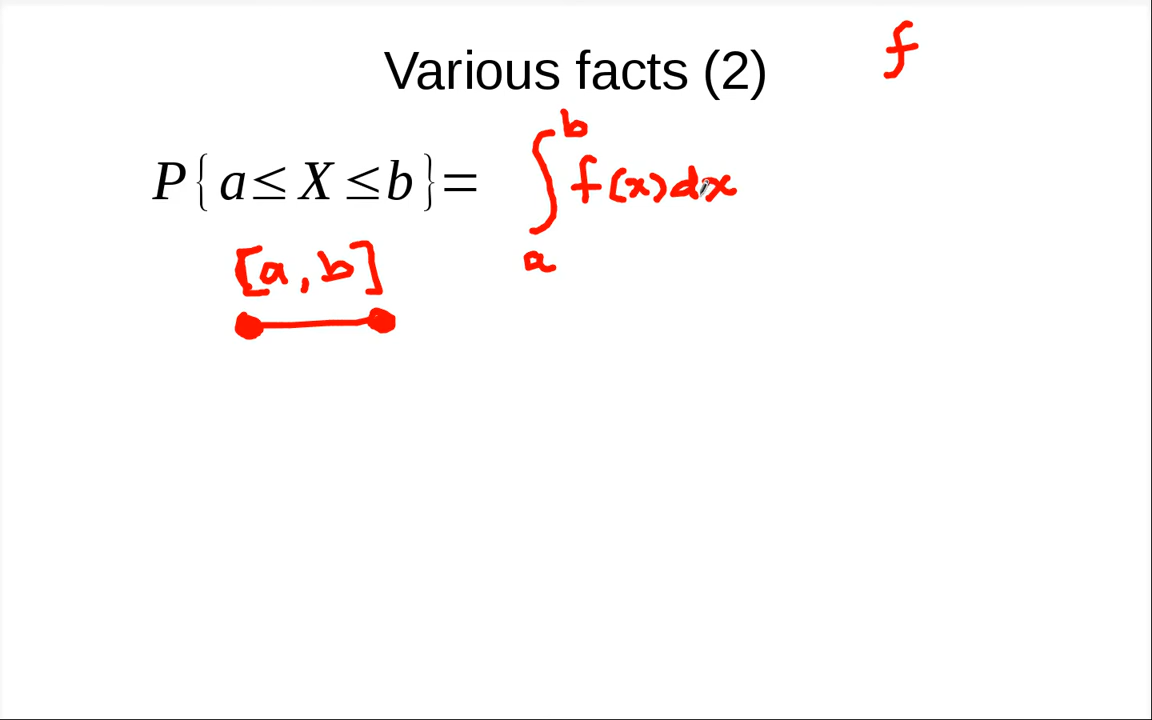 Various facts (2)
f
P{a≤X≤b}= ∫_a^b f(x)dx
[a,b]